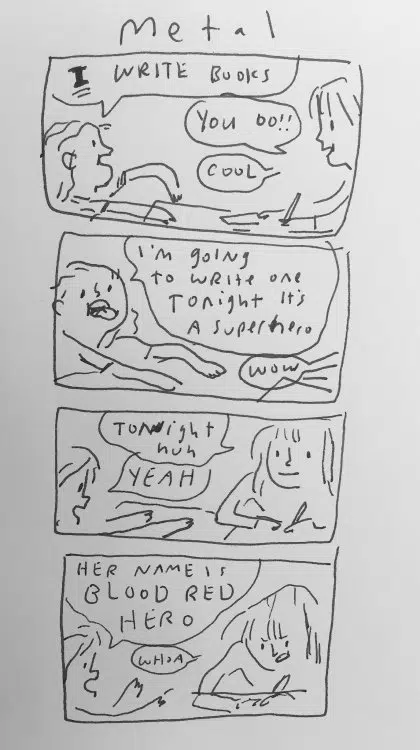 Metal
I WRITE BOOKS
YOU DO!!
COOL
I'm going
to write one
Tonight It's
A superhero
WOW
TONight
huh
YEAH
HER NAME IS
BLOOD RED
HERO
WHOA